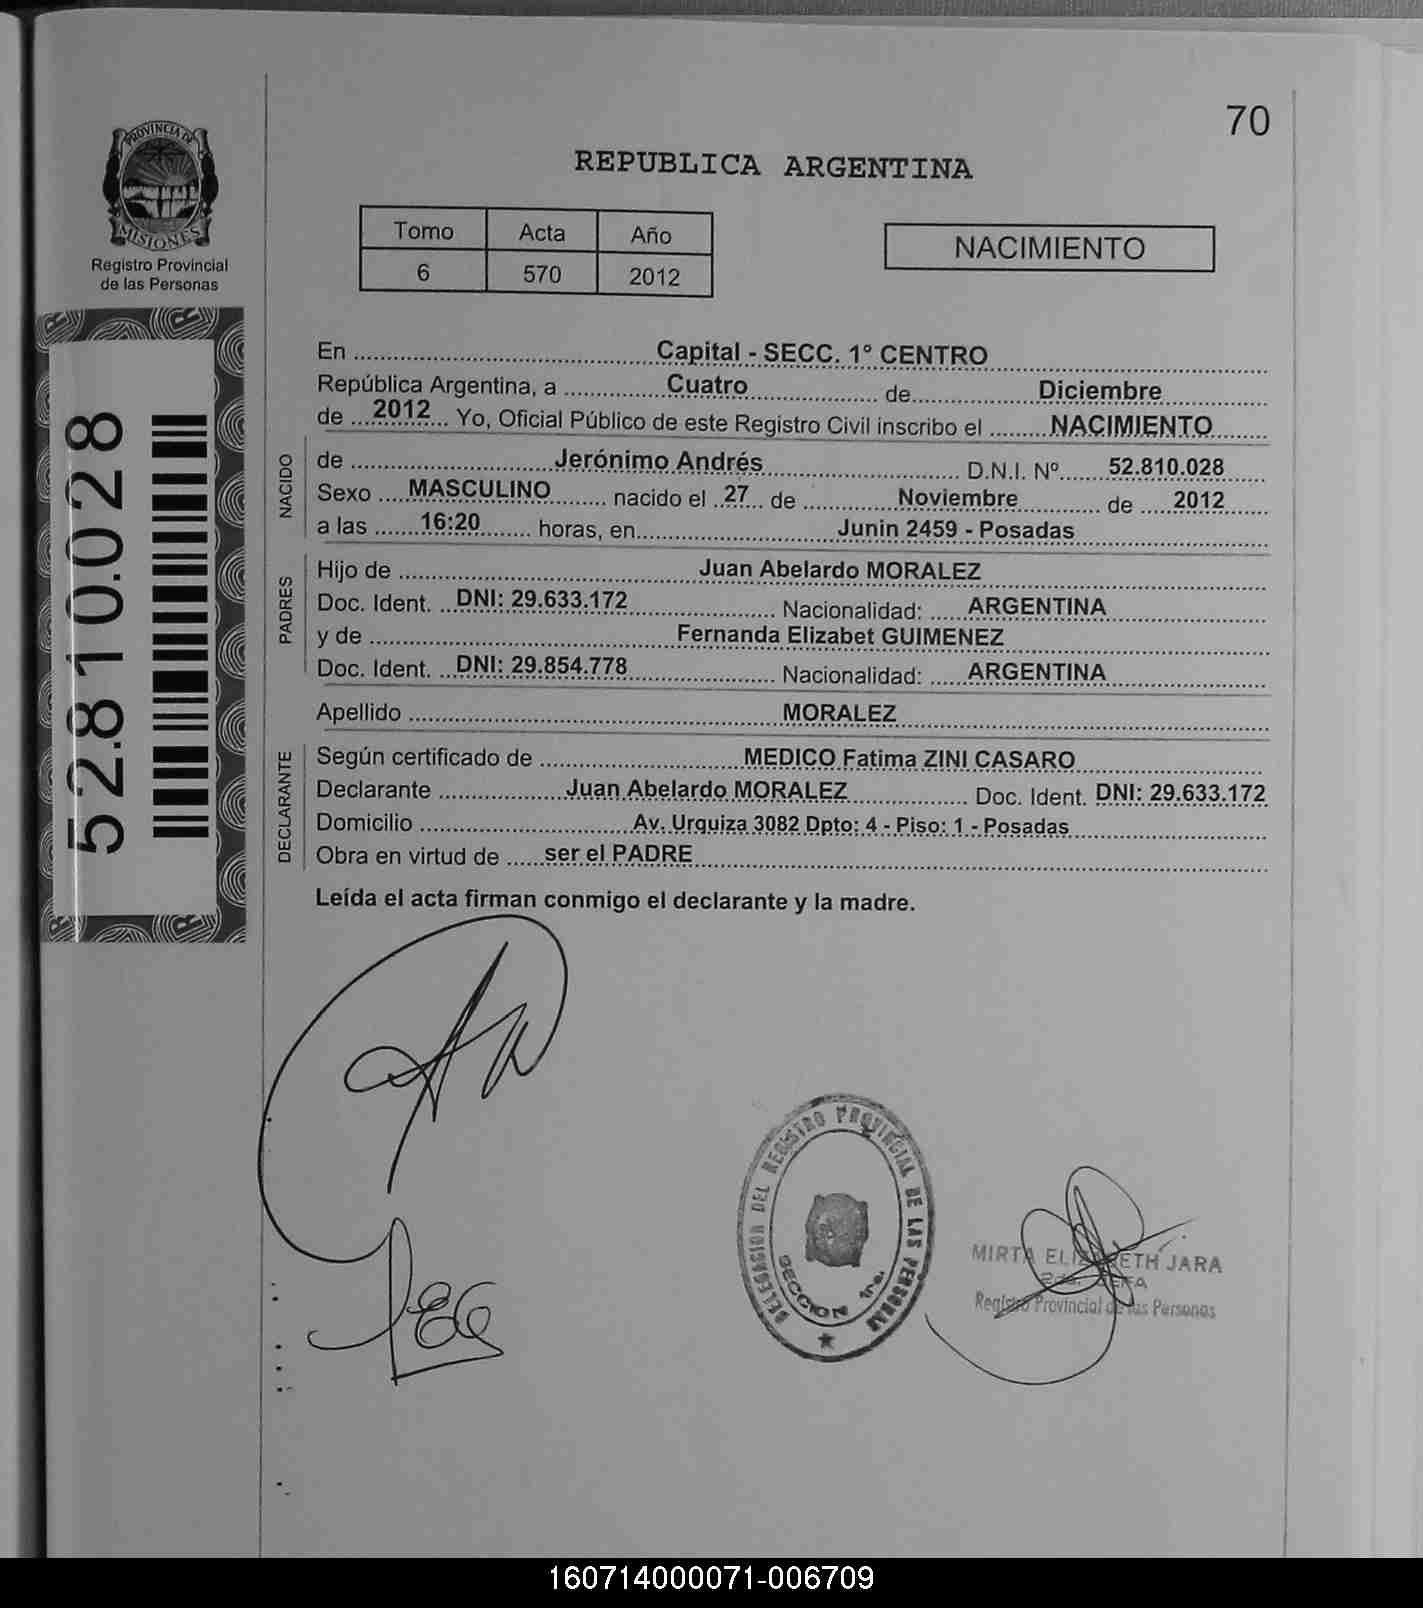 70
PROVINCIA DE
MISIONES
Registro Provincial
de las Personas
REPUBLICA ARGENTINA
Tomo Acta Año
6 570 2012
NACIMIENTO
52.810.028
En ........ Capital - SECC. 1° CENTRO
República Argentina, a ........ Cuatro ........ de ........ Diciembre
de ........ 2012 .... Yo, Oficial Público de este Registro Civil inscribo el ........ NACIMIENTO ........
NACIDO
de ........ Jerónimo Andrés ........ D.N.I. Nº ........ 52.810.028
Sexo .... MASCULINO ........ nacido el .. 27 .. de ........ Noviembre ........ de .... 2012
a las ........ 16:20 ........ horas, en ........ Junin 2459 - Posadas
PADRES
Hijo de ........ Juan Abelardo MORALEZ
Doc. Ident. .. DNI: 29.633.172 ........ Nacionalidad: .... ARGENTINA
y de ........ Fernanda Elizabet GUIMENEZ
Doc. Ident. .. DNI: 29.854.778 ........ Nacionalidad: .... ARGENTINA
Apellido ........ MORALEZ
DECLARANTE
Según certificado de ........ MEDICO Fatima ZINI CASARO
Declarante ........ Juan Abelardo MORALEZ ........ Doc. Ident. DNI: 29.633.172
Domicilio ........ Av. Urquiza 3082 Dpto: 4 - Piso: 1 - Posadas
Obra en virtud de .... ser el PADRE
Leída el acta firman conmigo el declarante y la madre.
DELEGACION DEL REGISTRO PROVINCIAL DE LAS PERSONAS
SECCION 1ra.
MIRTA ELIZABETH JARA
2da. JEFA
Registro Provincial de las Personas
160714000071-006709